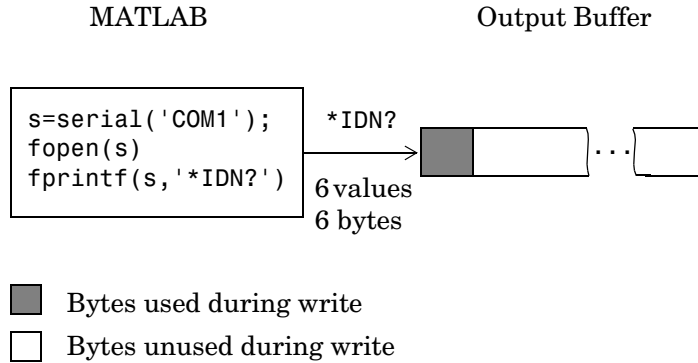 MATLAB Output Buffer
s=serial('COM1');
fopen(s)
fprintf(s,'*IDN?')
*IDN?
6 values
6 bytes
...
Bytes used during write
Bytes unused during write